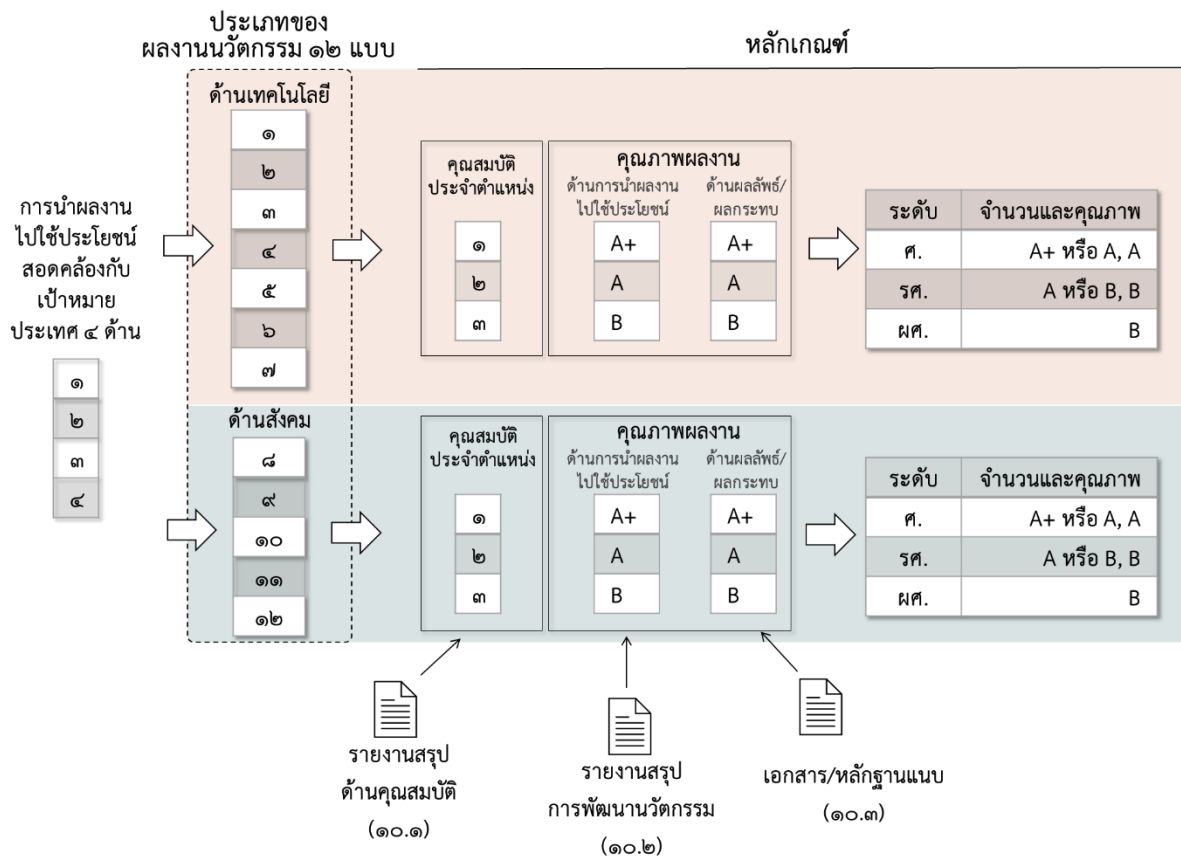 ประเภทของ
ผลงานนวัตกรรม ๑๒ แบบ
หลักเกณฑ์
การนำผลงาน
ไปใช้ประโยชน์
สอดคล้องกับ
เป้าหมาย
ประเทศ ๔ ด้าน
๑
๒
๓
๔
ด้านเทคโนโลยี
๑
๒
๓
๔
๕
๖
๗
คุณสมบัติ
ประจำตำแหน่ง
๑
๒
๓
คุณภาพผลงาน
ด้านการนำผลงาน
ไปใช้ประโยชน์
A+
A
B
ด้านผลลัพธ์/
ผลกระทบ
A+
A
B
ระดับ จำนวนและคุณภาพ
ศ. A+ หรือ A, A
รศ. A หรือ B, B
ผศ. B
ด้านสังคม
๘
๙
๑๐
๑๑
๑๒
คุณสมบัติ
ประจำตำแหน่ง
๑
๒
๓
คุณภาพผลงาน
ด้านการนำผลงาน
ไปใช้ประโยชน์
A+
A
B
ด้านผลลัพธ์/
ผลกระทบ
A+
A
B
ระดับ จำนวนและคุณภาพ
ศ. A+ หรือ A, A
รศ. A หรือ B, B
ผศ. B
รายงานสรุป
ด้านคุณสมบัติ
(๑๐.๑)
รายงานสรุป
การพัฒนานวัตกรรม
(๑๐.๒)
เอกสาร/หลักฐานแนบ
(๑๐.๓)